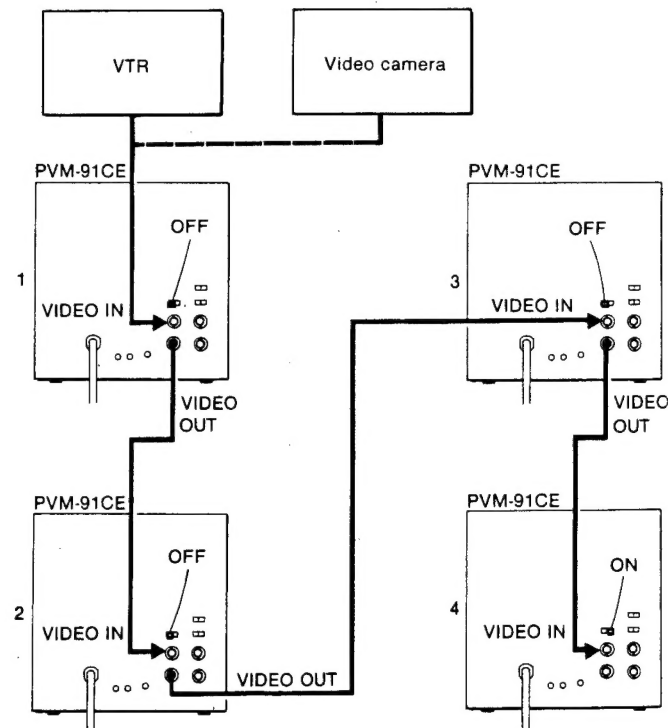 VTR
Video camera
PVM-91CE
OFF
1
VIDEO IN
VIDEO
OUT
PVM-91CE
OFF
2
VIDEO IN
VIDEO OUT
PVM-91CE
OFF
3
VIDEO IN
VIDEO
OUT
PVM-91CE
ON
4
VIDEO IN